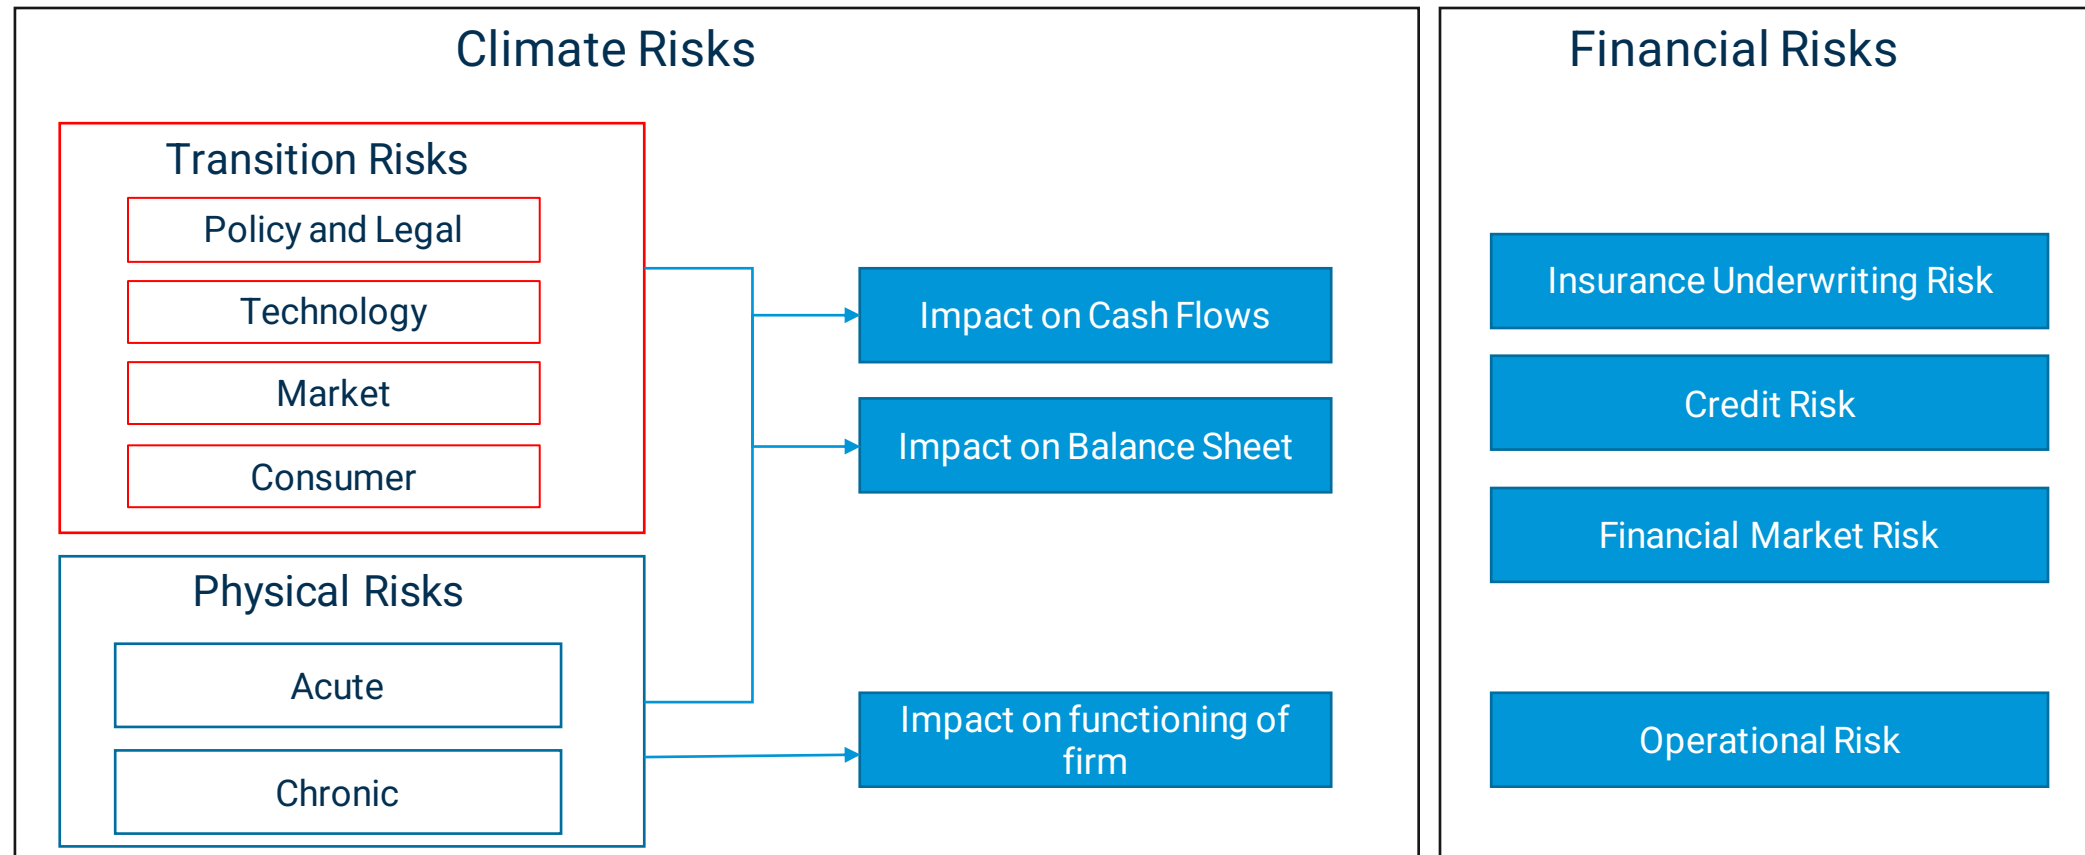 Climate Risks
Transition Risks
Policy and Legal
Technology
Market
Consumer
Physical Risks
Acute
Chronic
Impact on Cash Flows
Impact on Balance Sheet
Impact on functioning of
firm
Financial Risks
Insurance Underwriting Risk
Credit Risk
Financial Market Risk
Operational Risk